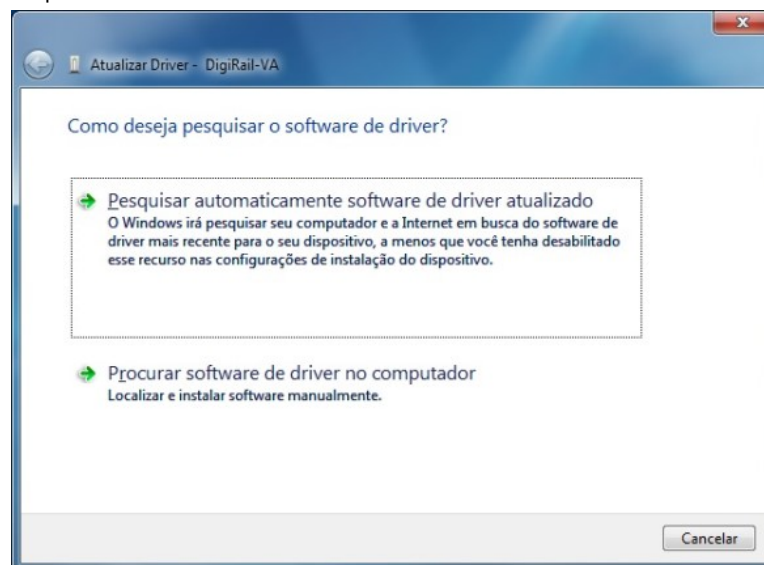 Atualizar Driver - DigiRail-VA
Como deseja pesquisar o software de driver?
Pesquisar automaticamente software de driver atualizado
O Windows irá pesquisar seu computador e a Internet em busca do software de
driver mais recente para o seu dispositivo, a menos que você tenha desabilitado
esse recurso nas configurações de instalação do dispositivo.
Procurar software de driver no computador
Localizar e instalar software manualmente.
Cancelar